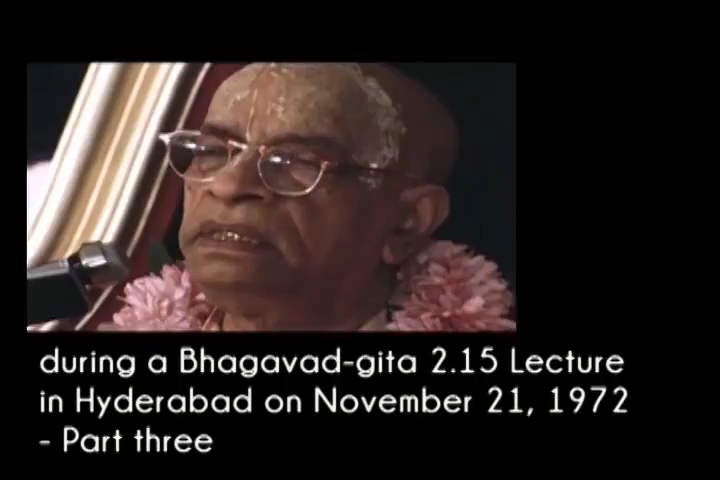 during a Bhagavad-gita 2.15 Lecture
in Hyderabad on November 21, 1972
- Part three